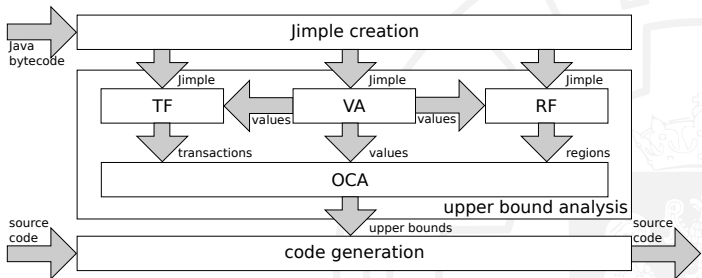 Jimple creation
Java
bytecode
Jimple
Jimple
Jimple
TF
VA
RF
values
values
transactions
values
regions
OCA
upper bound analysis
source
code
upper bounds
source
code
code generation